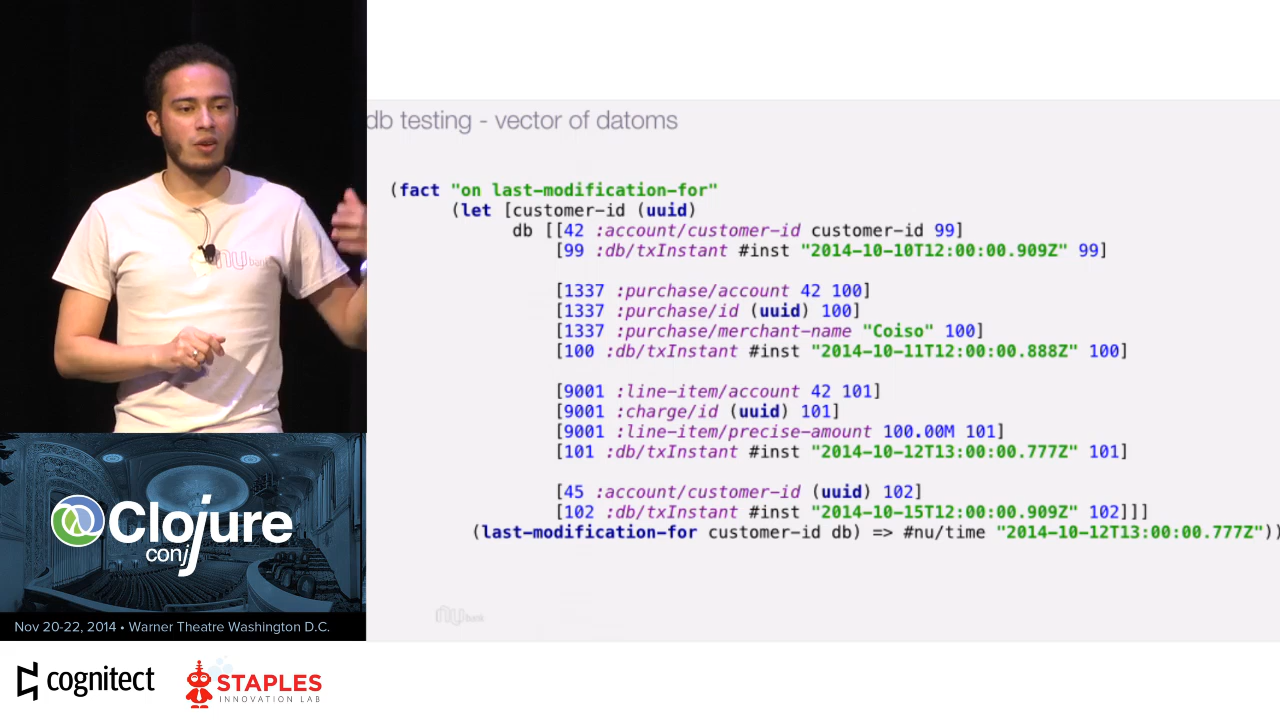 db testing - vector of datoms
(fact "on last-modification-for"
(let [customer-id (uuid)
db [[42 :account/customer-id customer-id 99]
[99 :db/txInstant #inst "2014-10-10T12:00:00.909Z" 99]
[1337 :purchase/account 42 100]
[1337 :purchase/id (uuid) 100]
[1337 :purchase/merchant-name "Coiso" 100]
[100 :db/txInstant #inst "2014-10-11T12:00:00.888Z" 100]
[9001 :line-item/account 42 101]
[9001 :charge/id (uuid) 101]
[9001 :line-item/precise-amount 100.00M 101]
[101 :db/txInstant #inst "2014-10-12T13:00:00.777Z" 101]
[45 :account/customer-id (uuid) 102]
[102 :db/txInstant #inst "2014-10-15T12:00:00.909Z" 102]]]
(last-modification-for customer-id db) => #nu/time "2014-10-12T13:00:00.777Z"))
nu bank
nu bank
Clojure
conj
Nov 20-22, 2014 • Warner Theatre Washington D.C.
cognitect
STAPLES
INNOVATION LAB